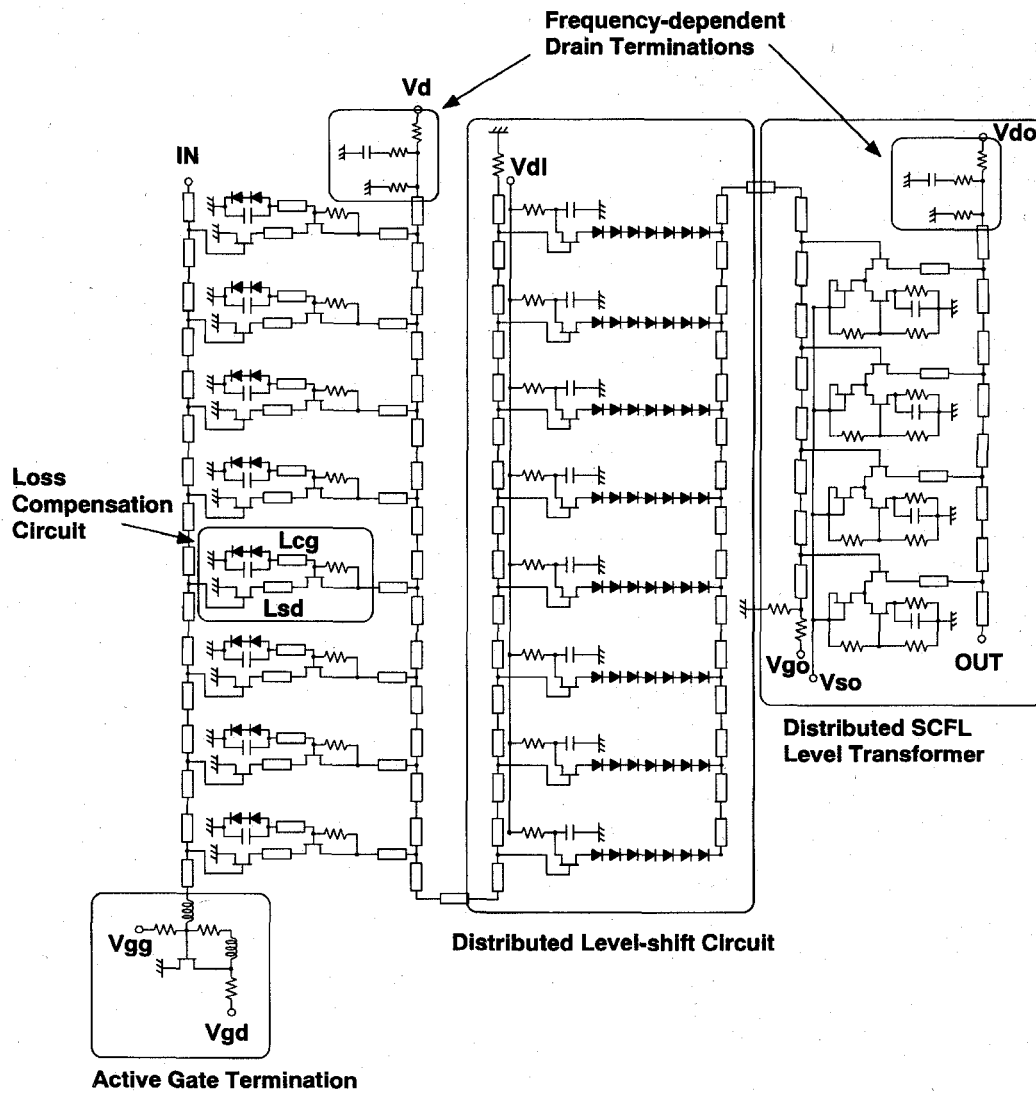 Frequency-dependent
Drain Terminations
Vd
Vdo
IN
Vdl
Loss
Compensation
Circuit
Lcg
Lsd
Vgo
Vso
OUT
Distributed SCFL
Level Transformer
Vgg
Vgd
Distributed Level-shift Circuit
Active Gate Termination